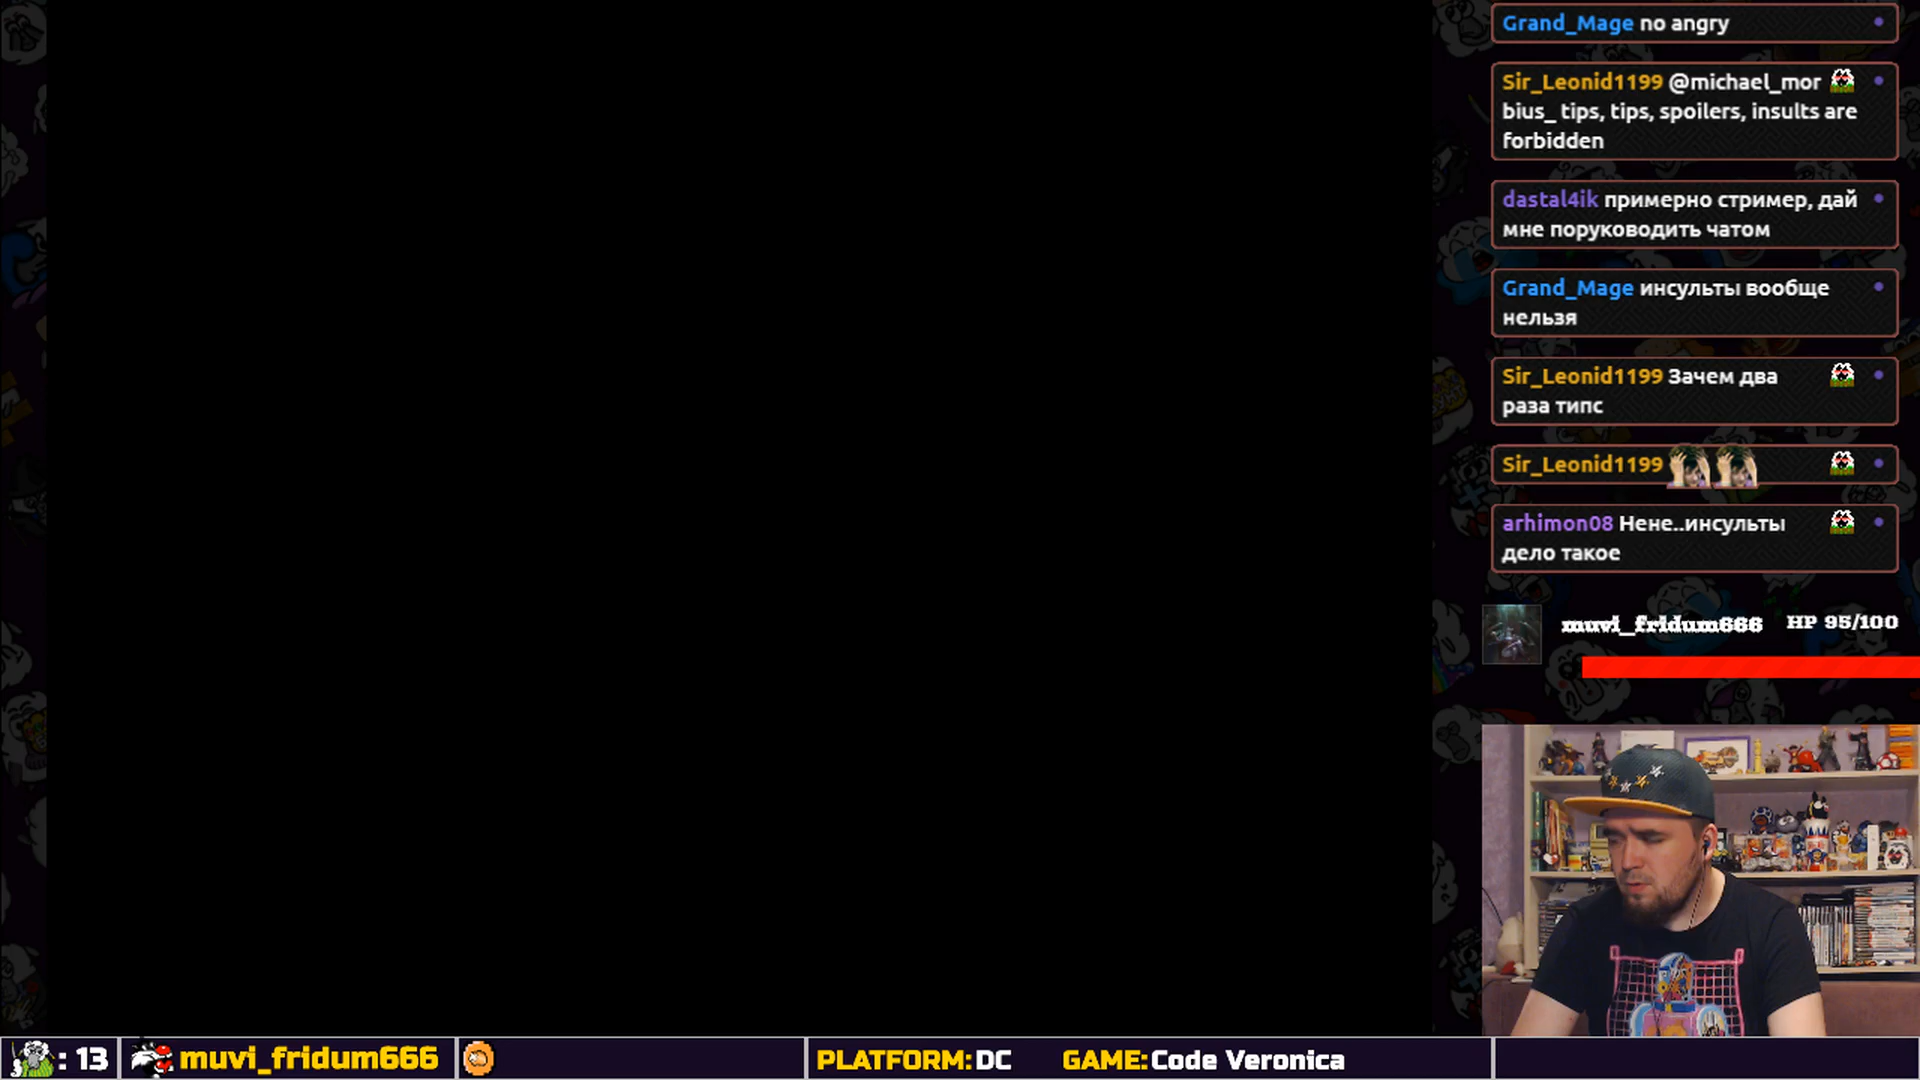 Grand_Mage no angry
Sir_Leonid1199 @michael_mor
bius_ tips, tips, spoilers, insults are
forbidden
dastal4ik примерно стример, дай
мне поруководить чатом
Grand_Mage инсульты вообще
нельзя
Sir_Leonid1199 Зачем два
раза типс
Sir_Leonid1199
arhimon08 Нене..инсульты
дело такое
muvi_fridum666 HP 95/100
: 13 muvi_fridum666 PLATFORM: DC GAME: Code Veronica